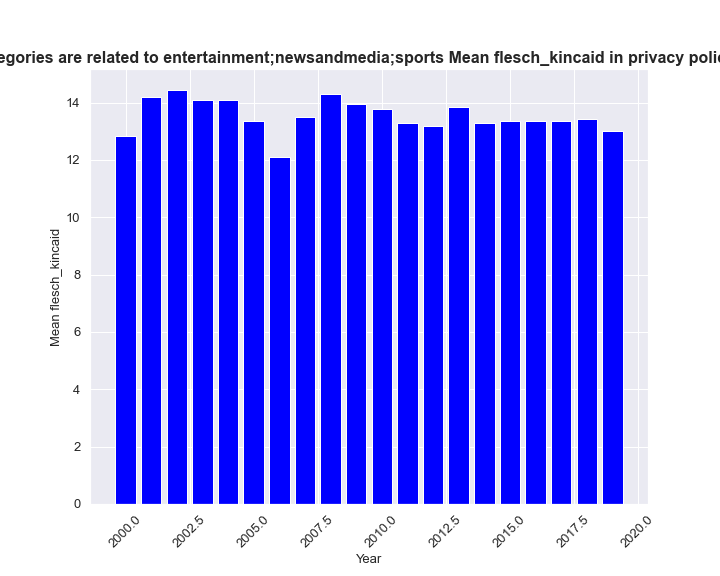 egories are related to entertainment;newsandmedia;sports Mean flesch_kincaid in privacy polic
14
12
10
8
6
4
2
0
Mean flesch_kincaid
2000.0 2002.5 2005.0 2007.5 2010.0 2012.5 2015.0 2017.5 2020.0
Year